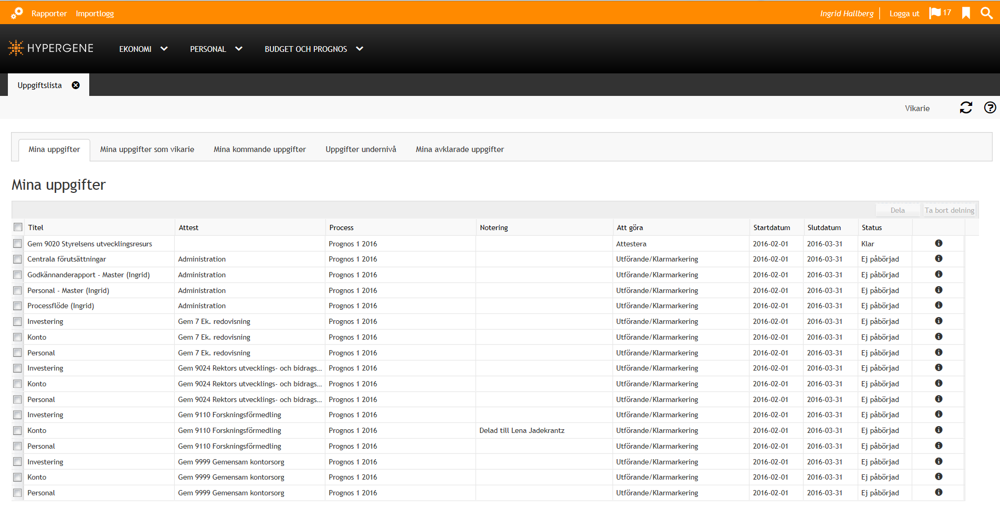 Rapporter Importlogg Ingrid Hallberg Logga ut 17
HYPERGENE EKONOMI PERSONAL BUDGET OCH PROGNOS
Uppgiftslista
Vikarie
Mina uppgifter Mina uppgifter som vikarie Mina kommande uppgifter Uppgifter undernivå Mina avklarade uppgifter
Mina uppgifter
Dela Ta bort delning
Titel Attest Process Notering Att göra Startdatum Slutdatum Status
Gem 9020 Styrelsens utvecklingsresurs Prognos 1 2016 Attestera 2016-02-01 2016-03-31 Klar
Centrala förutsättningar Administration Prognos 1 2016 Utförande/Klarmarkering 2016-02-01 2016-03-31 Ej påbörjad
Godkännanderapport - Master (Ingrid) Administration Prognos 1 2016 Utförande/Klarmarkering 2016-02-01 2016-03-31 Ej påbörjad
Personal - Master (Ingrid) Administration Prognos 1 2016 Utförande/Klarmarkering 2016-02-01 2016-03-31 Ej påbörjad
Processflöde (Ingrid) Administration Prognos 1 2016 Utförande/Klarmarkering 2016-02-01 2016-03-31 Ej påbörjad
Investering Gem 7 Ek. redovisning Prognos 1 2016 Utförande/Klarmarkering 2016-02-01 2016-03-31 Ej påbörjad
Konto Gem 7 Ek. redovisning Prognos 1 2016 Utförande/Klarmarkering 2016-02-01 2016-03-31 Ej påbörjad
Personal Gem 7 Ek. redovisning Prognos 1 2016 Utförande/Klarmarkering 2016-02-01 2016-03-31 Ej påbörjad
Investering Gem 9024 Rektors utvecklings- och bidrags... Prognos 1 2016 Utförande/Klarmarkering 2016-02-01 2016-03-31 Ej påbörjad
Konto Gem 9024 Rektors utvecklings- och bidrags... Prognos 1 2016 Utförande/Klarmarkering 2016-02-01 2016-03-31 Ej påbörjad
Personal Gem 9024 Rektors utvecklings- och bidrags... Prognos 1 2016 Utförande/Klarmarkering 2016-02-01 2016-03-31 Ej påbörjad
Investering Gem 9110 Forskningsförmedling Prognos 1 2016 Utförande/Klarmarkering 2016-02-01 2016-03-31 Ej påbörjad
Konto Gem 9110 Forskningsförmedling Prognos 1 2016 Delad till Lena Jadekrantz Utförande/Klarmarkering 2016-02-01 2016-03-31 Ej påbörjad
Personal Gem 9110 Forskningsförmedling Prognos 1 2016 Utförande/Klarmarkering 2016-02-01 2016-03-31 Ej påbörjad
Investering Gem 9999 Gemensam kontorsorg Prognos 1 2016 Utförande/Klarmarkering 2016-02-01 2016-03-31 Ej påbörjad
Konto Gem 9999 Gemensam kontorsorg Prognos 1 2016 Utförande/Klarmarkering 2016-02-01 2016-03-31 Ej påbörjad
Personal Gem 9999 Gemensam kontorsorg Prognos 1 2016 Utförande/Klarmarkering 2016-02-01 2016-03-31 Ej påbörjad